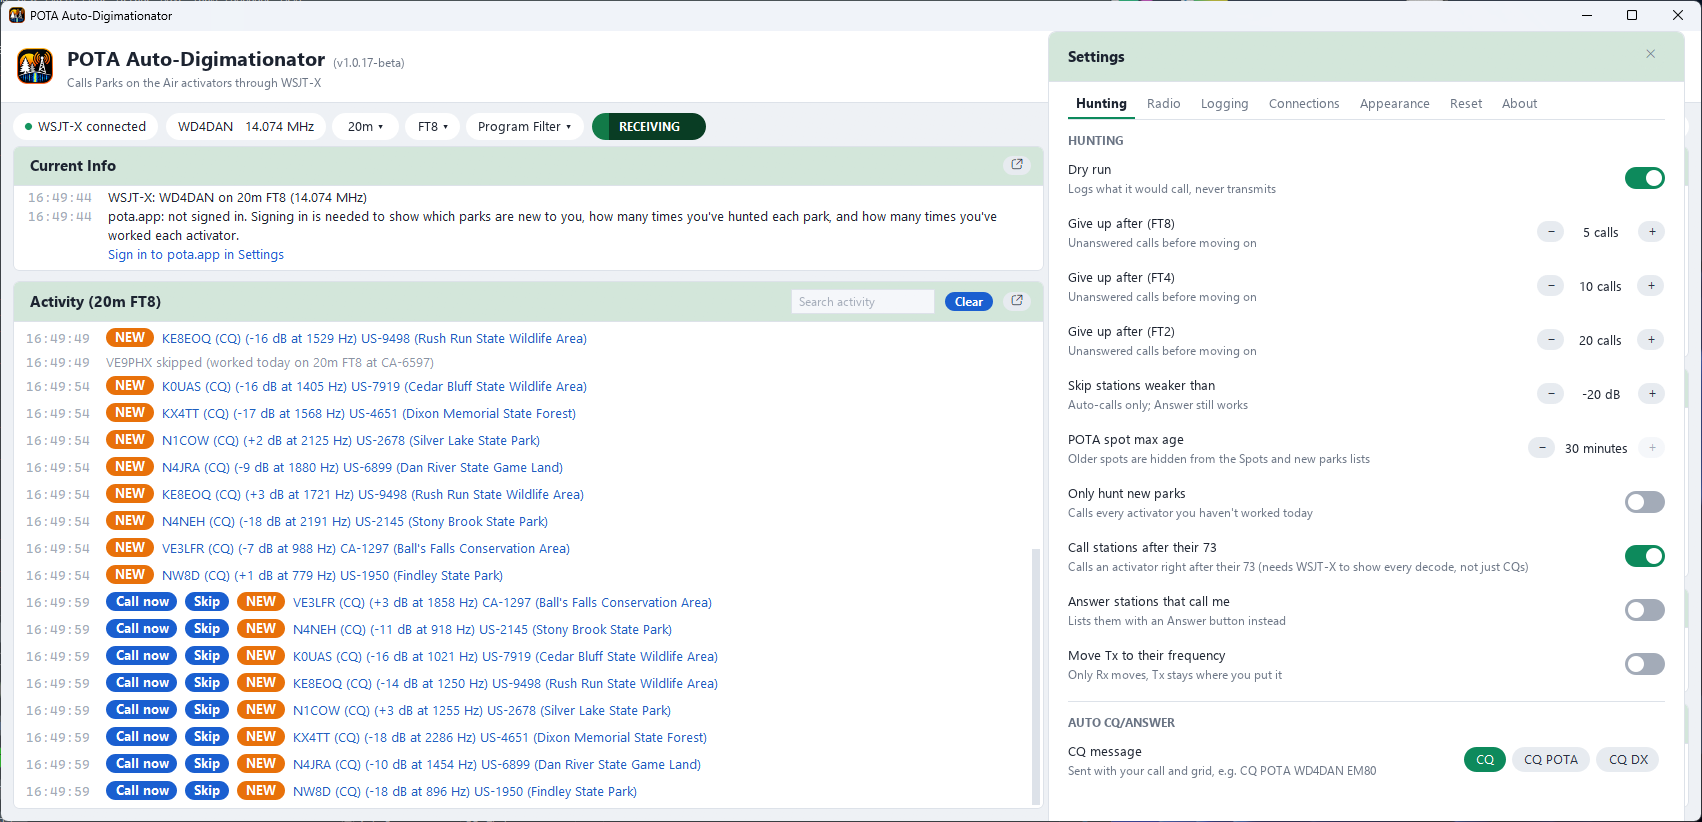 POTA Auto-Digimationator
POTA Auto-Digimationator (v1.0.17-beta)
Calls Parks on the Air activators through WSJT-X
WSJT-X connected
WD4DAN 14.074 MHz
20m
FT8
Program Filter
RECEIVING
Current Info
16:49:44 WSJT-X: WD4DAN on 20m FT8 (14.074 MHz)
16:49:44 pota.app: not signed in. Signing in is needed to show which parks are new to you, how many times you've hunted each park, and how many times you've
worked each activator.
Sign in to pota.app in Settings
Activity (20m FT8)
Search activity
Clear
16:49:49 NEW KE8EOQ (CQ) (-16 dB at 1529 Hz) US-9498 (Rush Run State Wildlife Area)
16:49:49 VE9PHX skipped (worked today on 20m FT8 at CA-6597)
16:49:54 NEW K0UAS (CQ) (-16 dB at 1405 Hz) US-7919 (Cedar Bluff State Wildlife Area)
16:49:54 NEW KX4TT (CQ) (-17 dB at 1568 Hz) US-4651 (Dixon Memorial State Forest)
16:49:54 NEW N1COW (CQ) (+2 dB at 2125 Hz) US-2678 (Silver Lake State Park)
16:49:54 NEW N4JRA (CQ) (-9 dB at 1880 Hz) US-6899 (Dan River State Game Land)
16:49:54 NEW KE8EOQ (CQ) (+3 dB at 1721 Hz) US-9498 (Rush Run State Wildlife Area)
16:49:54 NEW N4NEH (CQ) (-18 dB at 2191 Hz) US-2145 (Stony Brook State Park)
16:49:54 NEW VE3LFR (CQ) (-7 dB at 988 Hz) CA-1297 (Ball's Falls Conservation Area)
16:49:54 NEW NW8D (CQ) (+1 dB at 779 Hz) US-1950 (Findley State Park)
16:49:59 Call now Skip NEW VE3LFR (CQ) (+3 dB at 1858 Hz) CA-1297 (Ball's Falls Conservation Area)
16:49:59 Call now Skip NEW N4NEH (CQ) (-11 dB at 918 Hz) US-2145 (Stony Brook State Park)
16:49:59 Call now Skip NEW K0UAS (CQ) (-16 dB at 1021 Hz) US-7919 (Cedar Bluff State Wildlife Area)
16:49:59 Call now Skip NEW KE8EOQ (CQ) (-14 dB at 1250 Hz) US-9498 (Rush Run State Wildlife Area)
16:49:59 Call now Skip NEW N1COW (CQ) (+3 dB at 1255 Hz) US-2678 (Silver Lake State Park)
16:49:59 Call now Skip NEW KX4TT (CQ) (-18 dB at 2286 Hz) US-4651 (Dixon Memorial State Forest)
16:49:59 Call now Skip NEW N4JRA (CQ) (-10 dB at 1454 Hz) US-6899 (Dan River State Game Land)
16:49:59 Call now Skip NEW NW8D (CQ) (-18 dB at 896 Hz) US-1950 (Findley State Park)
Settings
Hunting Radio Logging Connections Appearance Reset About
HUNTING
Dry run
Logs what it would call, never transmits
Give up after (FT8)
Unanswered calls before moving on
− 5 calls +
Give up after (FT4)
Unanswered calls before moving on
− 10 calls +
Give up after (FT2)
Unanswered calls before moving on
− 20 calls +
Skip stations weaker than
Auto-calls only; Answer still works
− -20 dB +
POTA spot max age
Older spots are hidden from the Spots and new parks lists
− 30 minutes +
Only hunt new parks
Calls every activator you haven't worked today
Call stations after their 73
Calls an activator right after their 73 (needs WSJT-X to show every decode, not just CQs)
Answer stations that call me
Lists them with an Answer button instead
Move Tx to their frequency
Only Rx moves, Tx stays where you put it
AUTO CQ/ANSWER
CQ message
Sent with your call and grid, e.g. CQ POTA WD4DAN EM80
CQ CQ POTA CQ DX